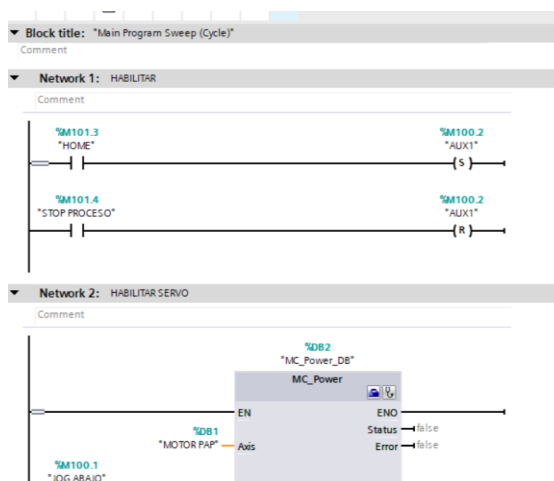 Block title: "Main Program Sweep (Cycle)"
Comment
Network 1: HABILITAR
Comment
%M101.3
"HOME"
%M100.2
"AUX1"
S
%M101.4
"STOP PROCESO"
%M100.2
"AUX1"
R
Network 2: HABILITAR SERVO
Comment
%DB2
"MC_Power_DB"
MC_Power
EN
ENO
Status false
%DB1
"MOTOR PAP" Axis
Error false
%M100.1
"JOG ABAJO"